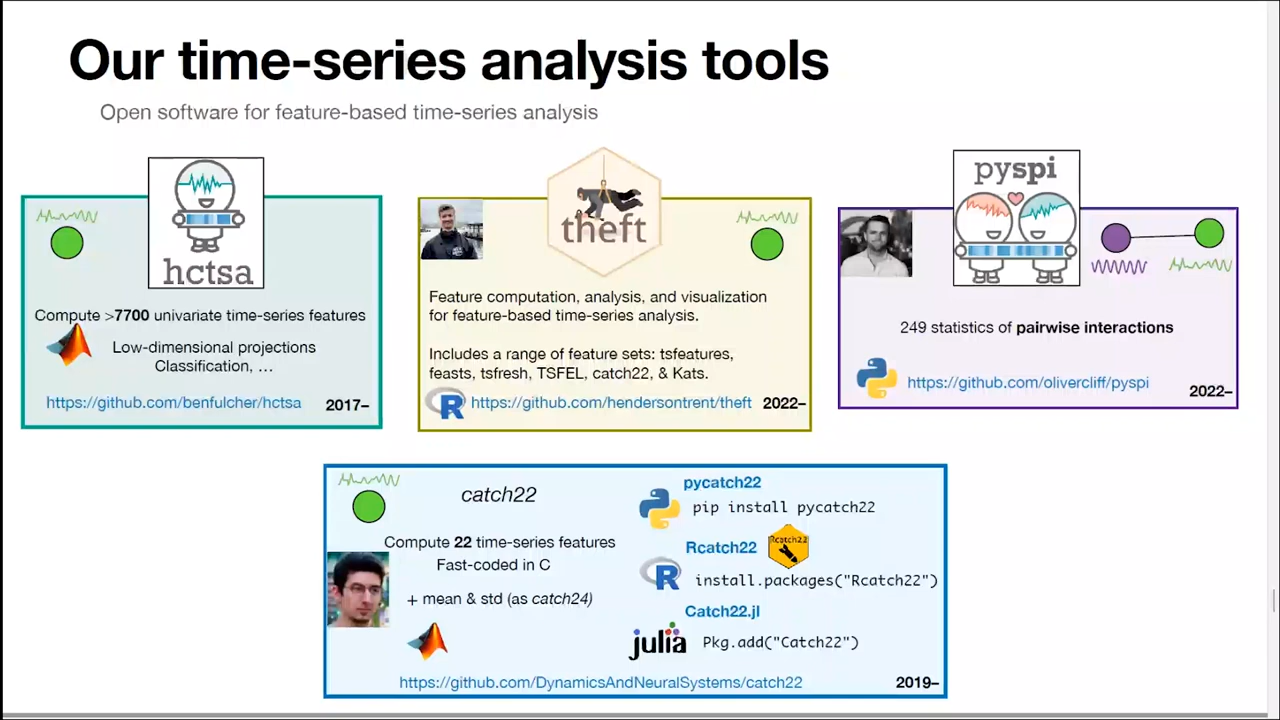 Our time-series analysis tools
Open software for feature-based time-series analysis
hctsa
Compute >7700 univariate time-series features
Low-dimensional projections
Classification, …
https://github.com/benfulcher/hctsa
2017–
theft
Feature computation, analysis, and visualization
for feature-based time-series analysis.
Includes a range of feature sets: tsfeatures,
feasts, tsfresh, TSFEL, catch22, & Kats.
R
https://github.com/hendersontrent/theft
2022–
pyspi
249 statistics of pairwise interactions
https://github.com/olivercliff/pyspi
2022–
catch22
Compute 22 time-series features
Fast-coded in C
+ mean & std (as catch24)
pycatch22
pip install pycatch22
Rcatch22
Rcatch22
R
install.packages("Rcatch22")
Catch22.jl
julia
Pkg.add("Catch22")
https://github.com/DynamicsAndNeuralSystems/catch22
2019–